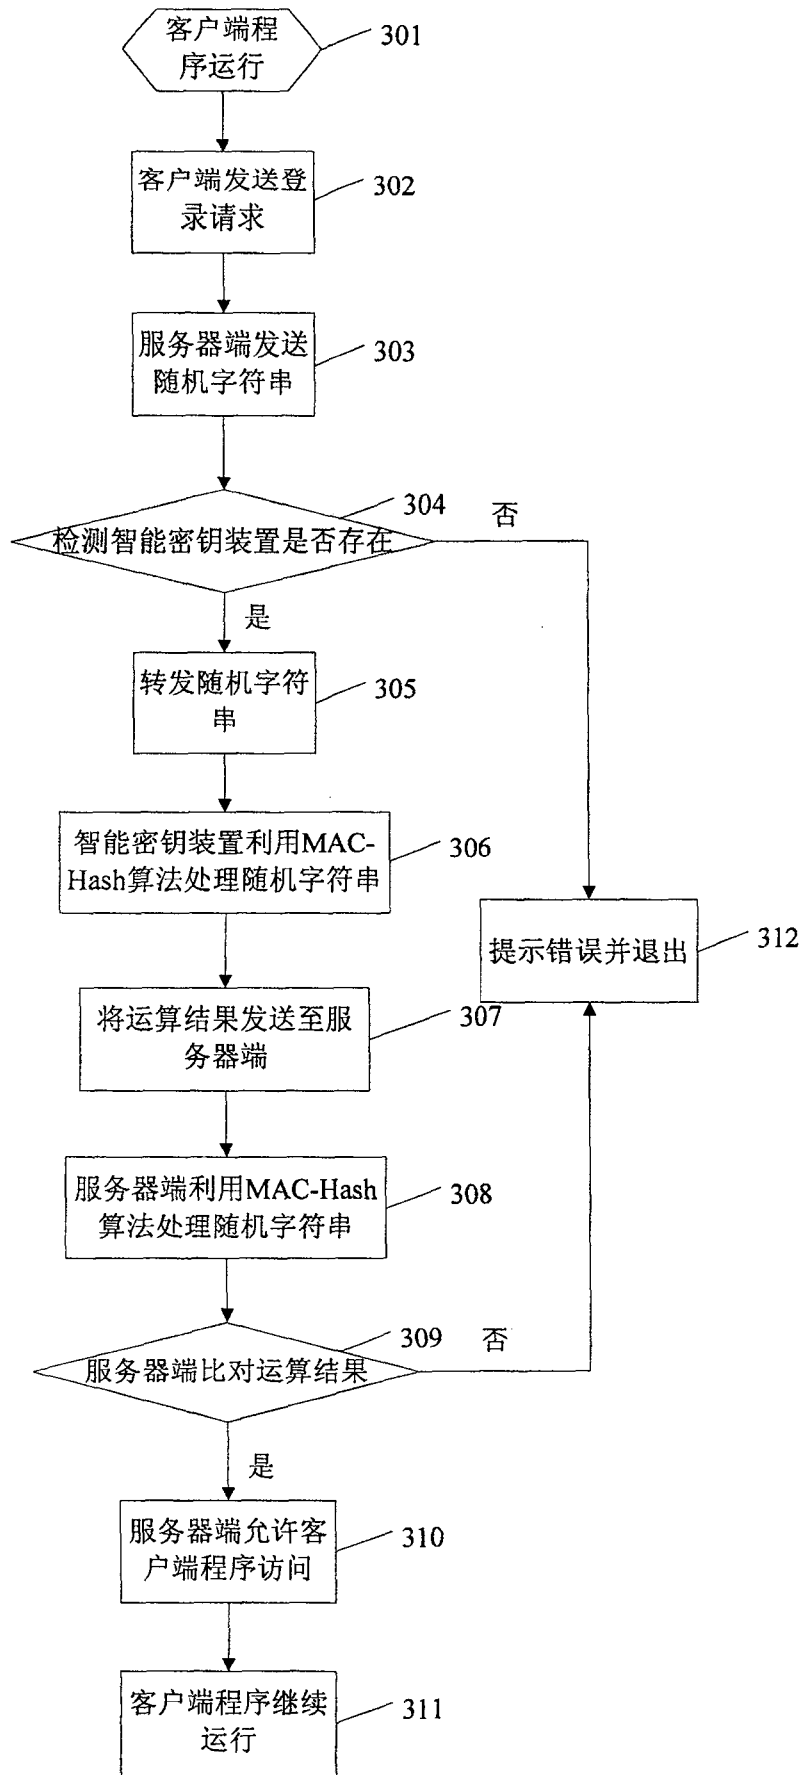 客户端程
序运行
301
客户端发送登
录请求
302
服务器端发送
随机字符串
303
检测智能密钥装置是否存在
304
否
是
转发随机字符
串
305
智能密钥装置利用MAC-
Hash算法处理随机字符串
306
提示错误并退出
312
将运算结果发送至服
务器端
307
服务器端利用MAC-Hash
算法处理随机字符串
308
服务器端比对运算结果
309
否
是
服务器端允许客
户端程序访问
310
客户端程序继续
运行
311